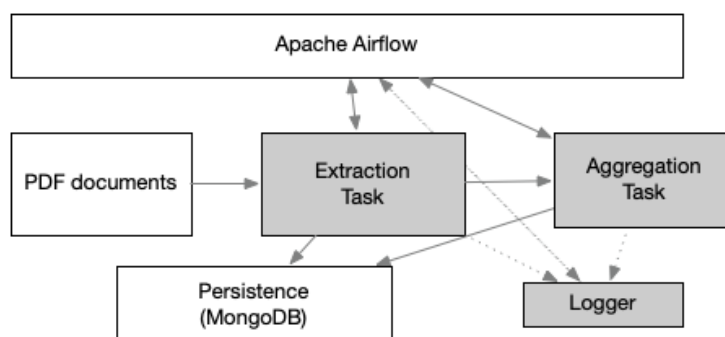 Apache Airflow
PDF documents
Extraction
Task
Aggregation
Task
Persistence
(MongoDB)
Logger